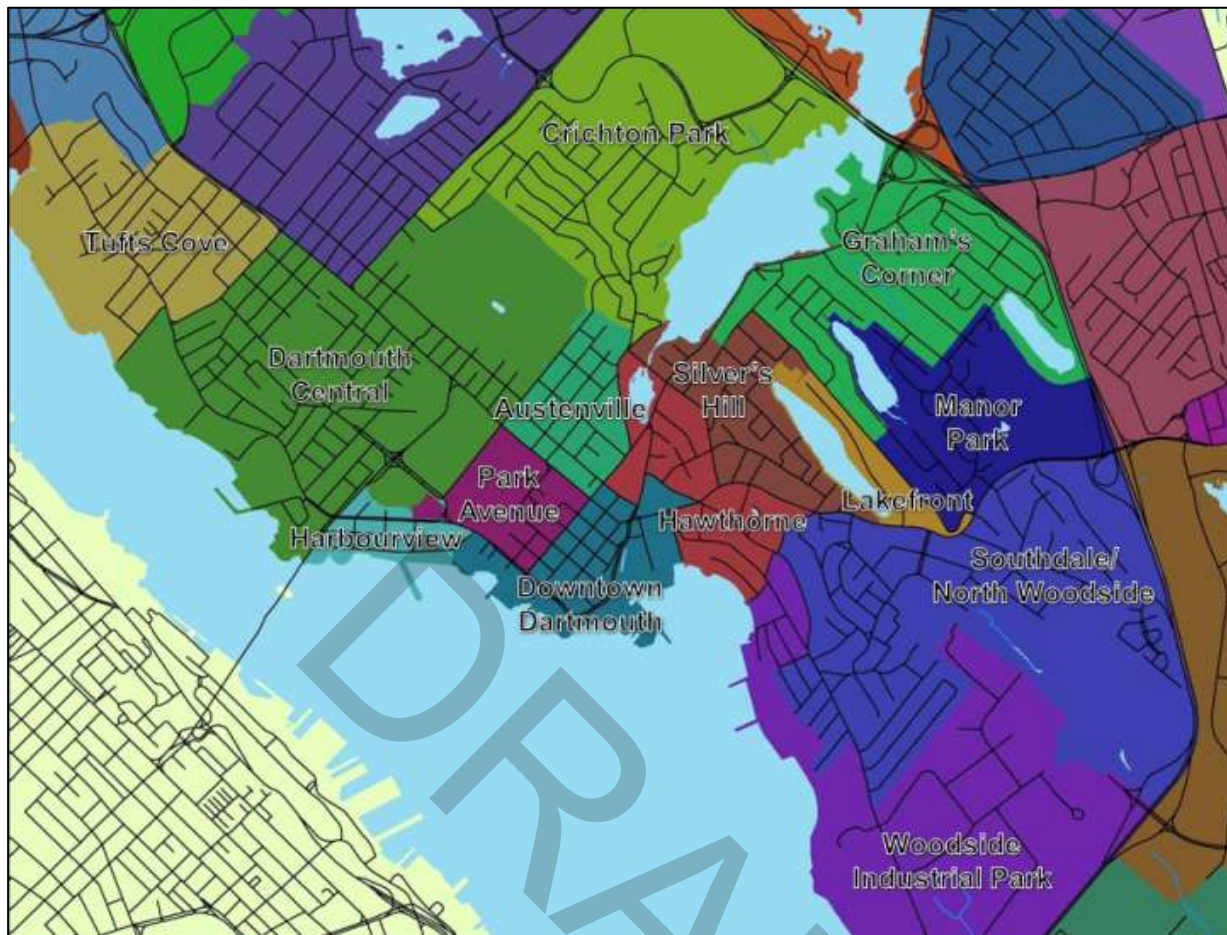 Crichton Park
Tufts Cove
Graham's
Corner
Dartmouth
Central
Silver's
Hill
Austenville
Manor
Park
Park
Avenue
Lakefront
Hawthorne
Harbourview
Southdale/
North Woodside
Downtown
Dartmouth
Woodside
Industrial Park